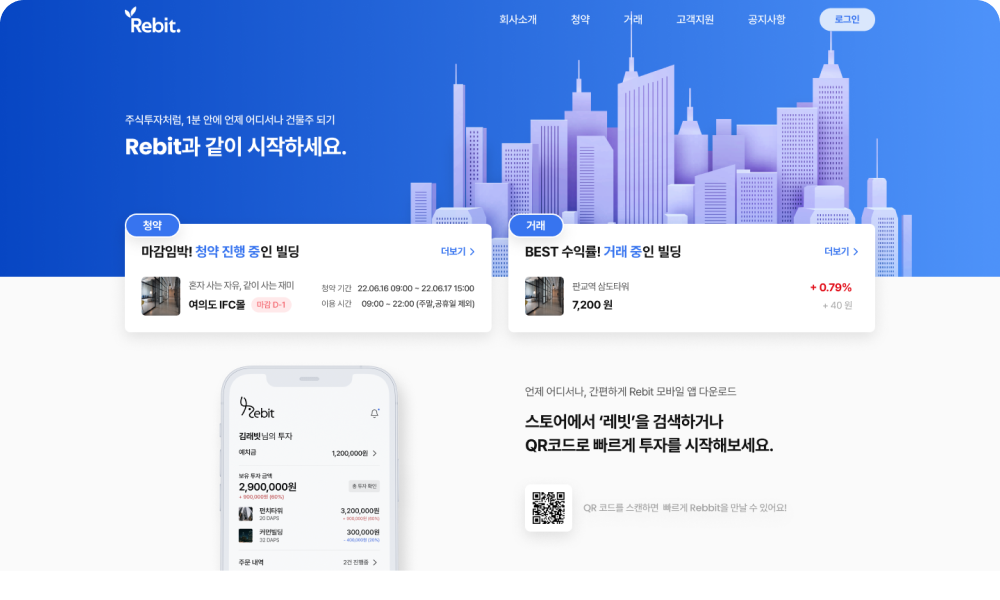 Rebit.
회사소개 청약 거래 고객지원 공지사항 로그인
주식투자처럼, 1분 안에 언제 어디서나 건물주 되기
Rebit과 같이 시작하세요.
청약
마감임박! 청약 진행 중인 빌딩 더보기
혼자 사는 자유, 같이 사는 재미
여의도 IFC몰 마감 D-1
청약 기간 22.06.16 09:00 ~ 22.06.17 15:00
이용 시간 09:00 ~ 22:00 (주말,공휴일 제외)
거래
BEST 수익률! 거래 중인 빌딩 더보기
판교역 삼도타워
7,200 원
+ 0.79%
+ 40 원
Rebit
김래빗님의 투자
예치금 1,200,000원
보유 투자 금액
2,900,000원
+ 900,000원 (60%)
총 투자 확인
펀치타워 3,200,000원
20 DAPS
커먼빌딩 300,000원
32 DAPS
주문 내역 2건 진행중
언제 어디서나, 간편하게 Rebit 모바일 앱 다운로드
스토어에서 ‘레빗’을 검색하거나
QR코드로 빠르게 투자를 시작해보세요.
QR 코드를 스캔하면 빠르게 Rebbit을 만날 수 있어요!